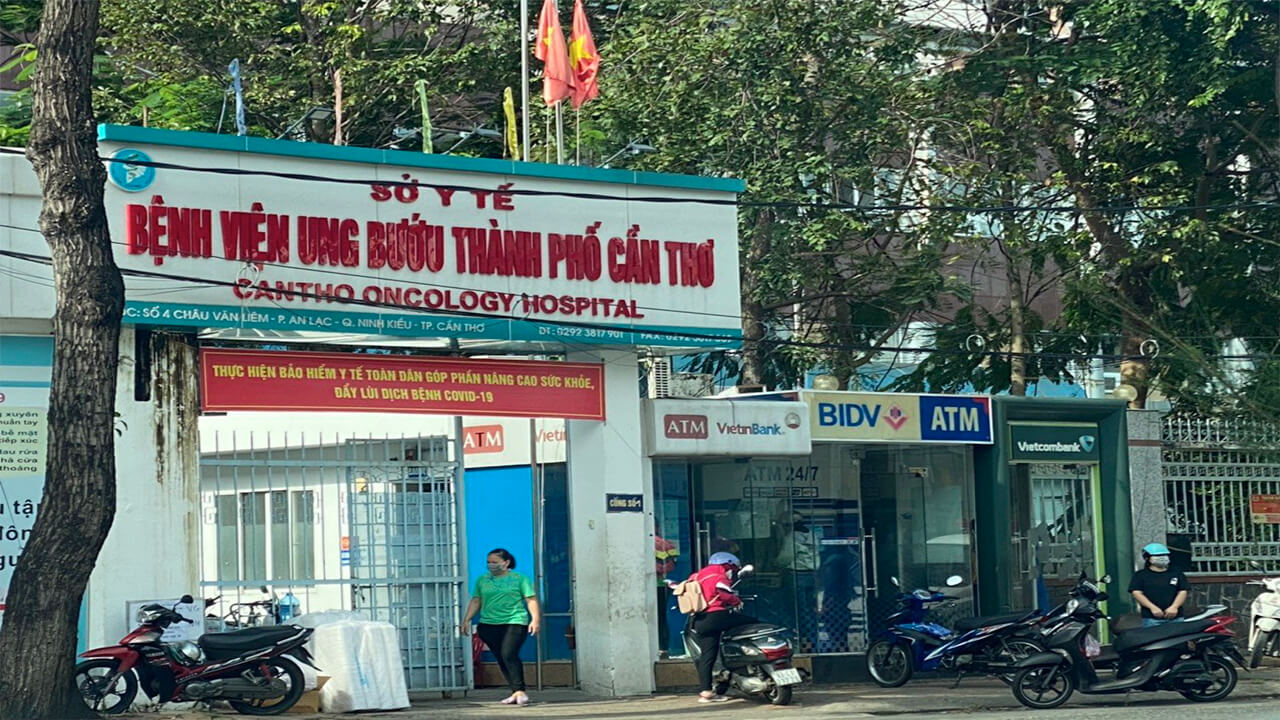 SỞ Y TẾ
BỆNH VIỆN UNG BƯỚU THÀNH PHỐ CẦN THƠ
CANTHO ONCOLOGY HOSPITAL
SỐ 4 CHÂU VĂN LIÊM - P. AN LẠC - Q. NINH KIỀU - TP. CẦN THƠ
ĐT: 0292 3817 901
FAX: 0292
THỰC HIỆN BẢO HIỂM Y TẾ TOÀN DÂN GÓP PHẦN NÂNG CAO SỨC KHỎE,
ĐẨY LÙI DỊCH BỆNH COVID-19
ATM VietinBank
BIDV ATM
Vietcombank
ATM Vietin
ATM 24/7
CỔNG SỐ 1